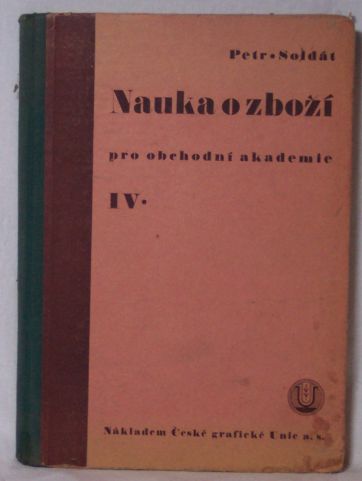 Petr • Soldát
Nauka o zboží
pro obchodní akademie
IV.
Nákladem České grafické Unie a. s.